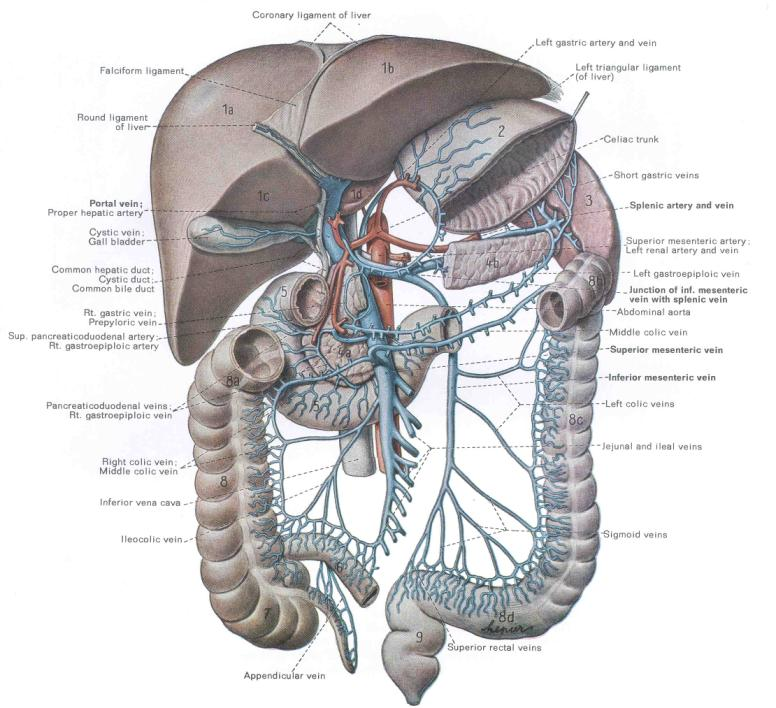 Coronary ligament of liver
Falciform ligament
Round ligament
of liver
Portal vein;
Proper hepatic artery
Cystic vein;
Gall bladder
Common hepatic duct;
Cystic duct;
Common bile duct
Rt. gastric vein;
Prepyloric vein
Sup. pancreaticoduodenal artery;
Rt. gastroepiploic artery
Pancreaticoduodenal veins;
Rt. gastroepiploic vein
Right colic vein;
Middle colic vein
Inferior vena cava
Ileocolic vein
Appendicular vein
Left gastric artery and vein
Left triangular ligament
(of liver)
Celiac trunk
Short gastric veins
Splenic artery and vein
Superior mesenteric artery;
Left renal artery and vein
Left gastroepiploic vein
Junction of inf. mesenteric
vein with splenic vein
Abdominal aorta
Middle colic vein
Superior mesenteric vein
Inferior mesenteric vein
Left colic veins
Jejunal and ileal veins
Sigmoid veins
Superior rectal veins
1a
1b
1c
1d
2
3
4b
5
8b
4a
8a
5
8c
8
6
7
8d
9